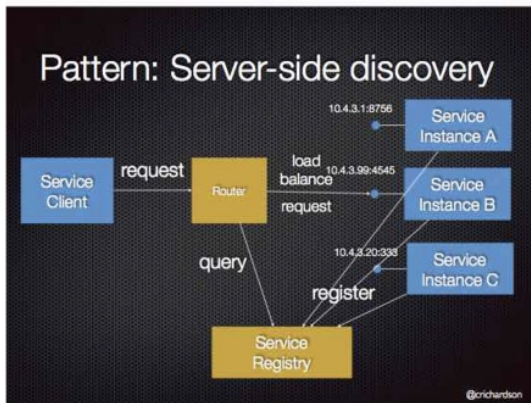 Pattern: Server-side discovery
10.4.3.1:8756
Service
Instance A
Service
Client
request
Router
load
balance
request
10.4.3.99:4545
Service
Instance B
query
10.4.3.20:333
Service
Instance C
register
Service
Registry
@crichardson